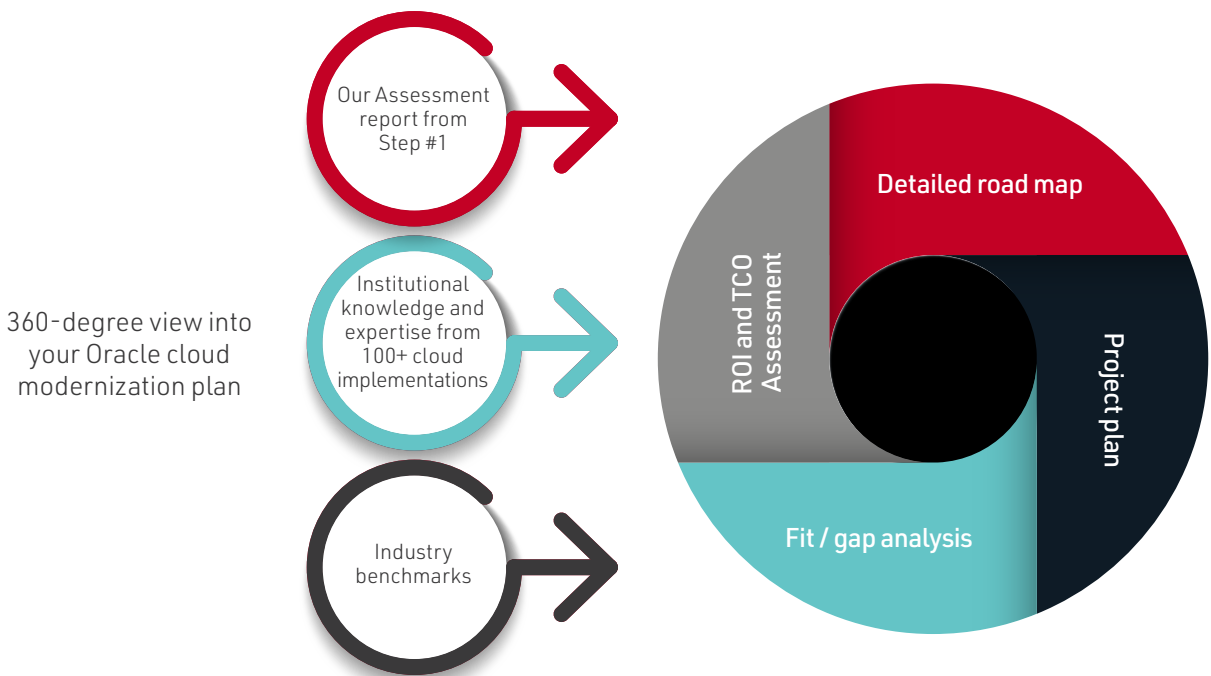 360-degree view into
your Oracle cloud
modernization plan
Our Assessment
report from
Step #1
Institutional
knowledge and
expertise from
100+ cloud
implementations
Industry
benchmarks
Detailed road map
Project plan
Fit / gap analysis
ROI and TCO
Assessment